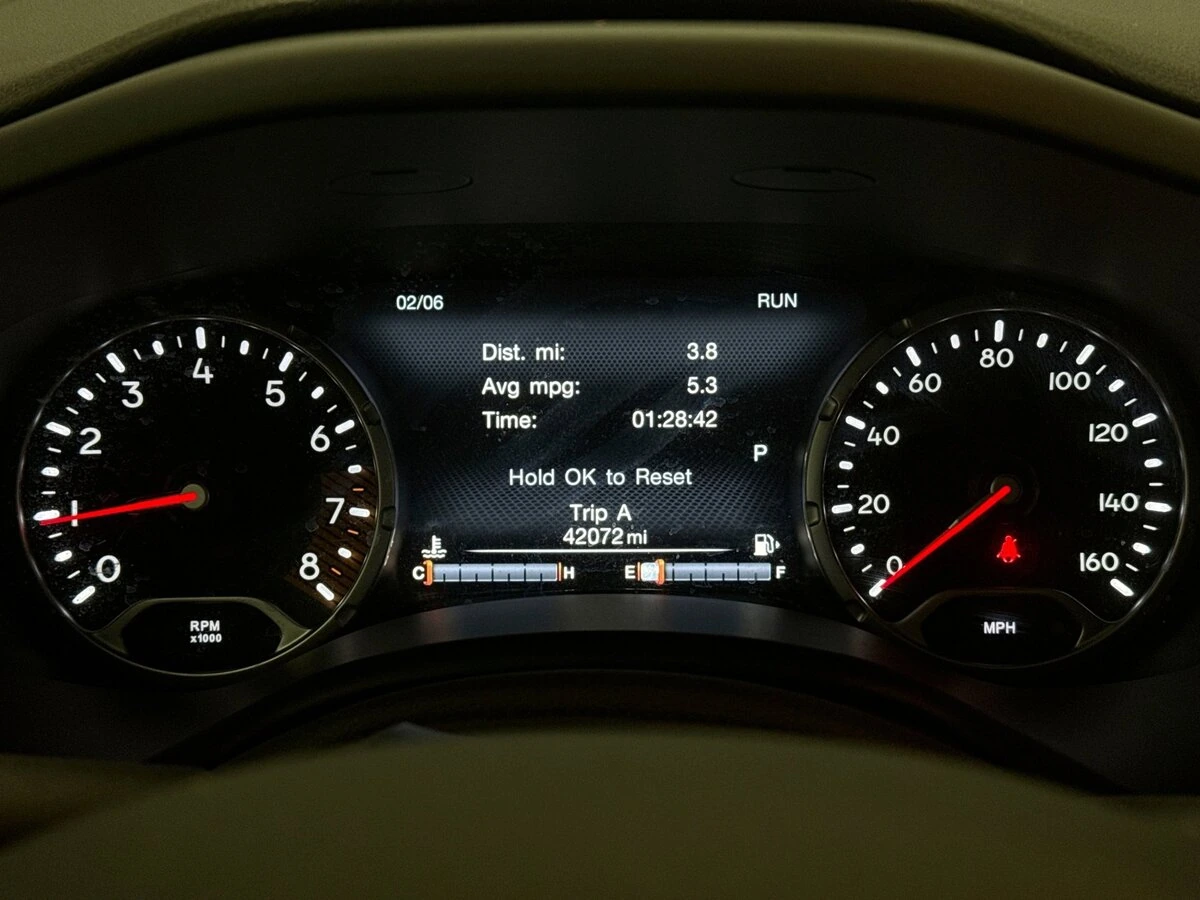 02/06 RUN
Dist. mi: 3.8
Avg mpg: 5.3
Time: 01:28:42
P
Hold OK to Reset
Trip A
42072 mi
C H E F
0 1 2 3 4 5 6 7 8
RPM
x1000
0 20 40 60 80 100 120 140 160
MPH